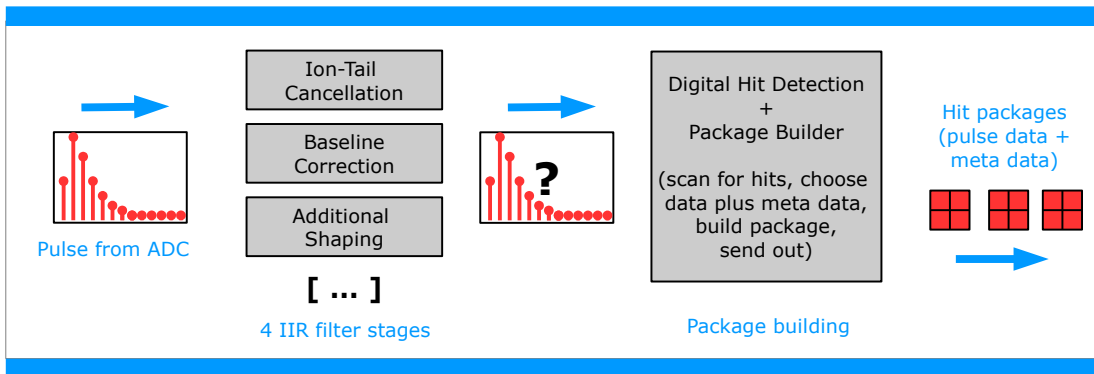 Pulse from ADC
Ion-Tail
Cancellation
Baseline
Correction
Additional
Shaping
[ ... ]
4 IIR filter stages
?
Digital Hit Detection
+
Package Builder
(scan for hits, choose
data plus meta data,
build package,
send out)
Package building
Hit packages
(pulse data +
meta data)